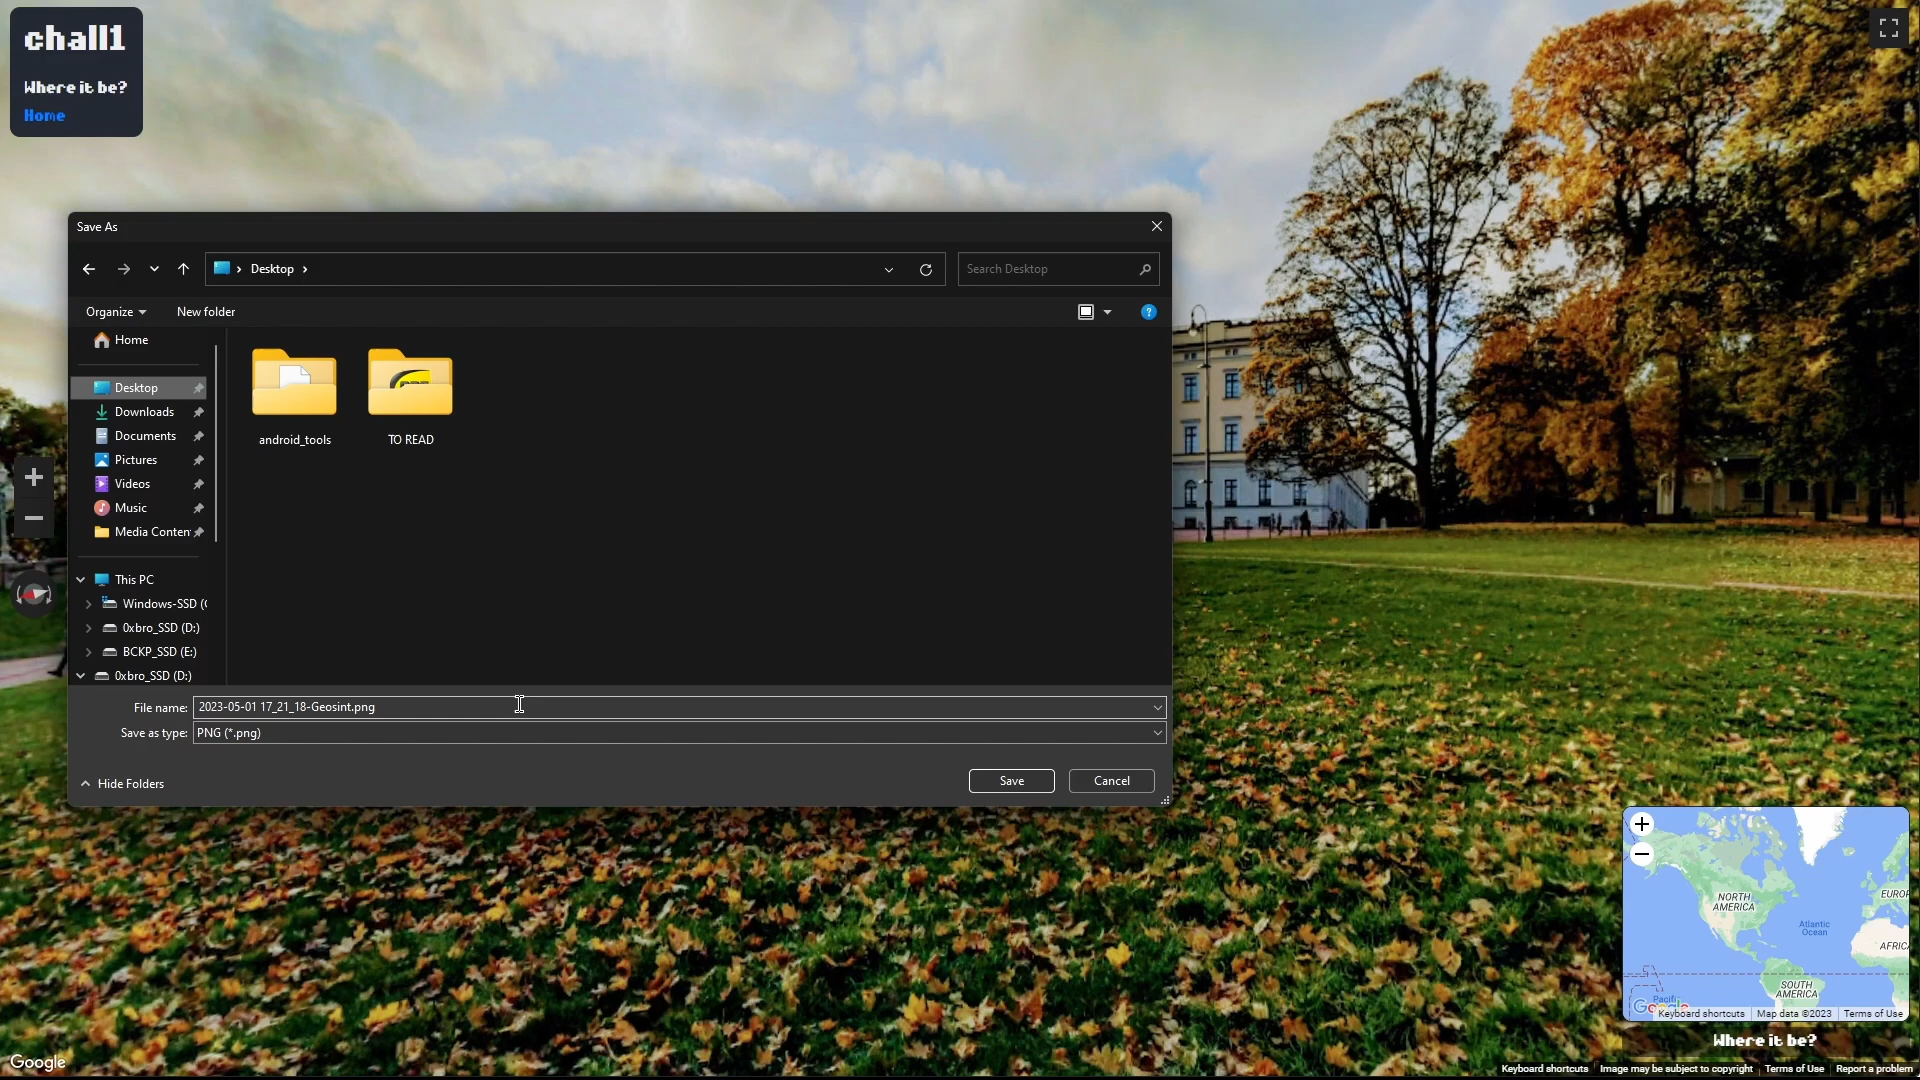 chall1
Where it be?
Home
Save As
Desktop
Search Desktop
Organize
New folder
Home
Desktop
Downloads
Documents
Pictures
Videos
Music
Media Conten
This PC
Windows-SSD (
0xbro_SSD (D:)
BCKP_SSD (E:)
0xbro_SSD (D:)
android_tools
TO READ
File name: 2023-05-01 17_21_18-Geosint.png
Save as type: PNG (*.png)
Hide Folders
Save
Cancel
NORTH
AMERICA
EUROP
Atlantic
Ocean
AFRIC
SOUTH
AMERICA
Pacific
Google
Keyboard shortcuts
Map data ©2023
Terms of Use
Where it be?
Google
Keyboard shortcuts
Image may be subject to copyright
Terms of Use
Report a problem